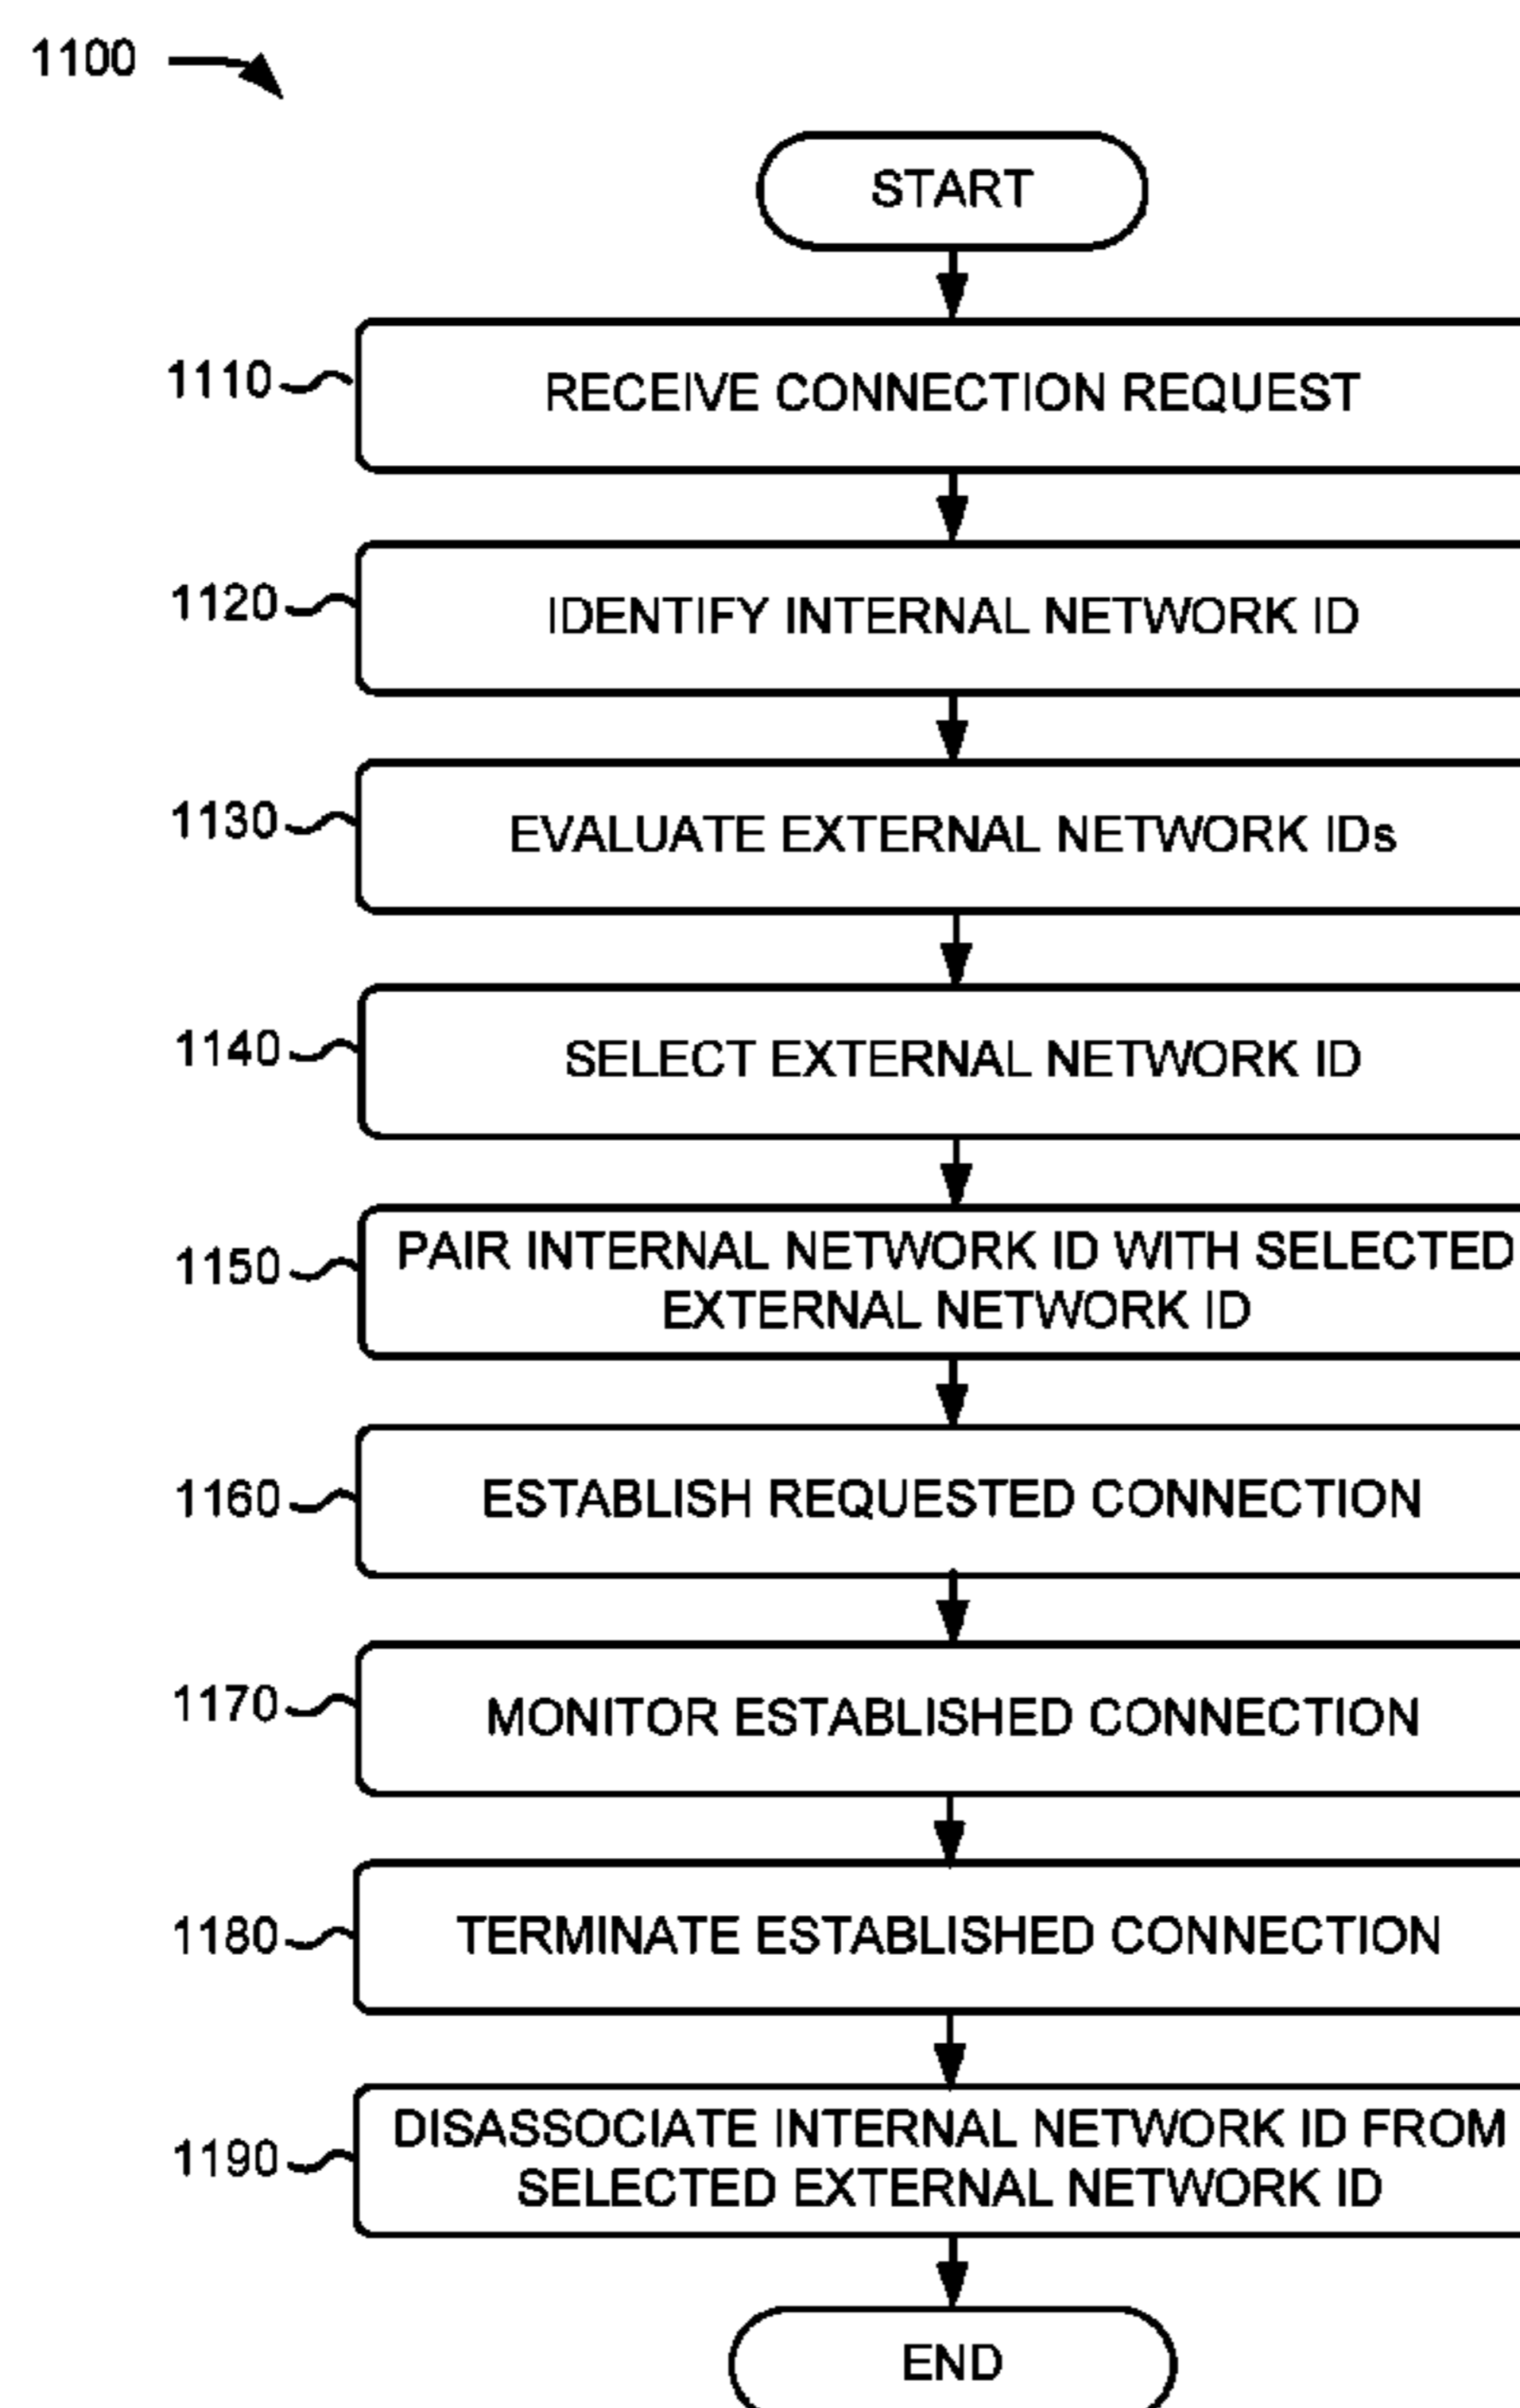 1100
START
1110
RECEIVE CONNECTION REQUEST
1120
IDENTIFY INTERNAL NETWORK ID
1130
EVALUATE EXTERNAL NETWORK IDs
1140
SELECT EXTERNAL NETWORK ID
1150
PAIR INTERNAL NETWORK ID WITH SELECTED
EXTERNAL NETWORK ID
1160
ESTABLISH REQUESTED CONNECTION
1170
MONITOR ESTABLISHED CONNECTION
1180
TERMINATE ESTABLISHED CONNECTION
1190
DISASSOCIATE INTERNAL NETWORK ID FROM
SELECTED EXTERNAL NETWORK ID
END